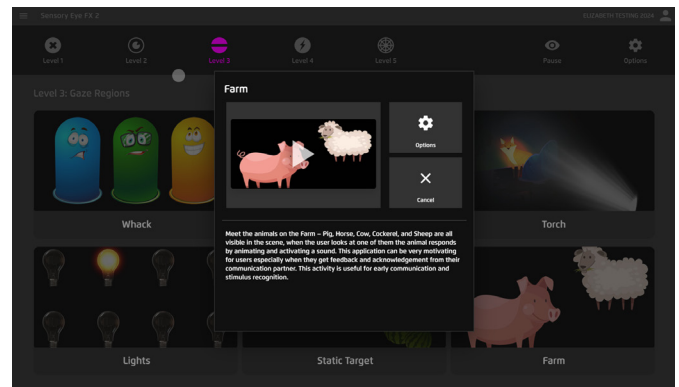 Sensory Eye FX 2
ELIZABETH TESTING 2024
Level 1
Level 2
Level 3
Level 4
Level 5
Pause
Options
Level 3: Gaze Regions
Farm
Options
Cancel
Meet the animals on the Farm – Pig, Horse, Cow, Cockerel, and Sheep are all
visible in the scene, when the user looks at one of them the animal responds
by animating and activating a sound. This application can be very motivating
for users especially when they get feedback and acknowledgement from their
communication partner. This activity is useful for early communication and
stimulus recognition.
Whack
Torch
Lights
Static Target
Farm